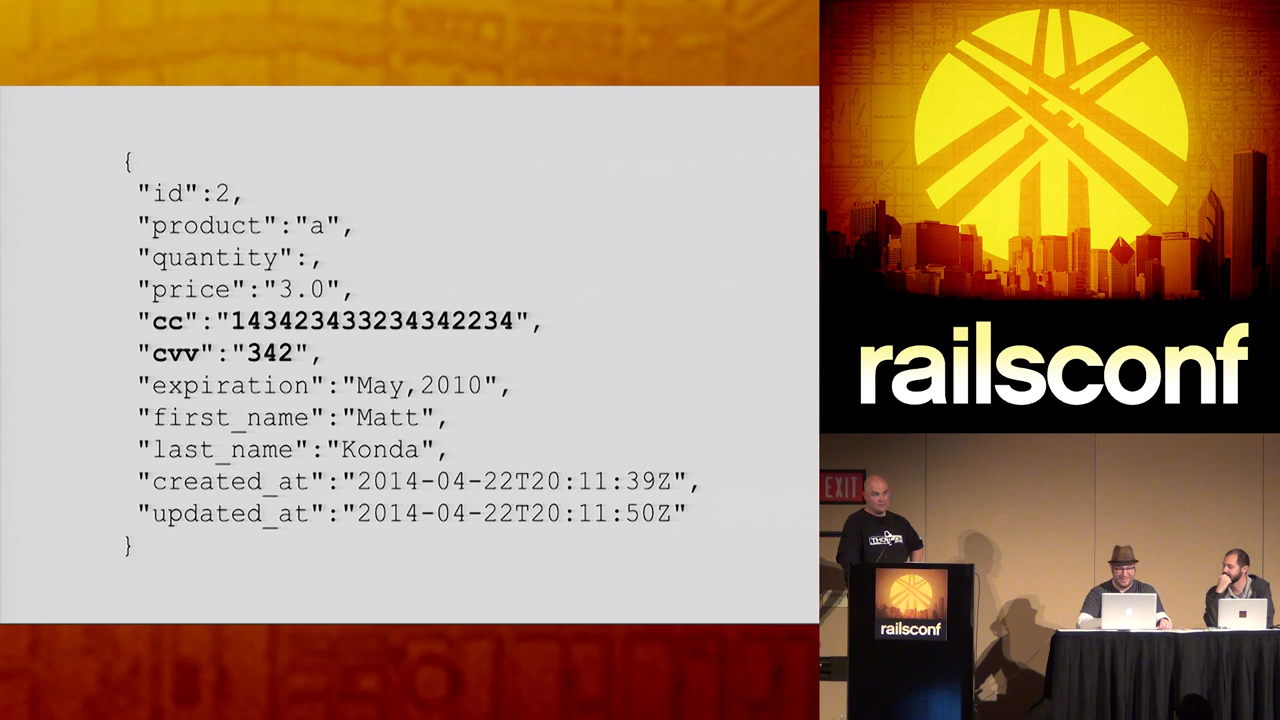 {
"id":2,
"product":"a",
"quantity":,
"price":"3.0",
"cc":"143423433234342234",
"cvv":"342",
"expiration":"May,2010",
"first_name":"Matt",
"last_name":"Konda",
"created_at":"2014-04-22T20:11:39Z",
"updated_at":"2014-04-22T20:11:50Z"
}
railsconf
EXIT
railsconf